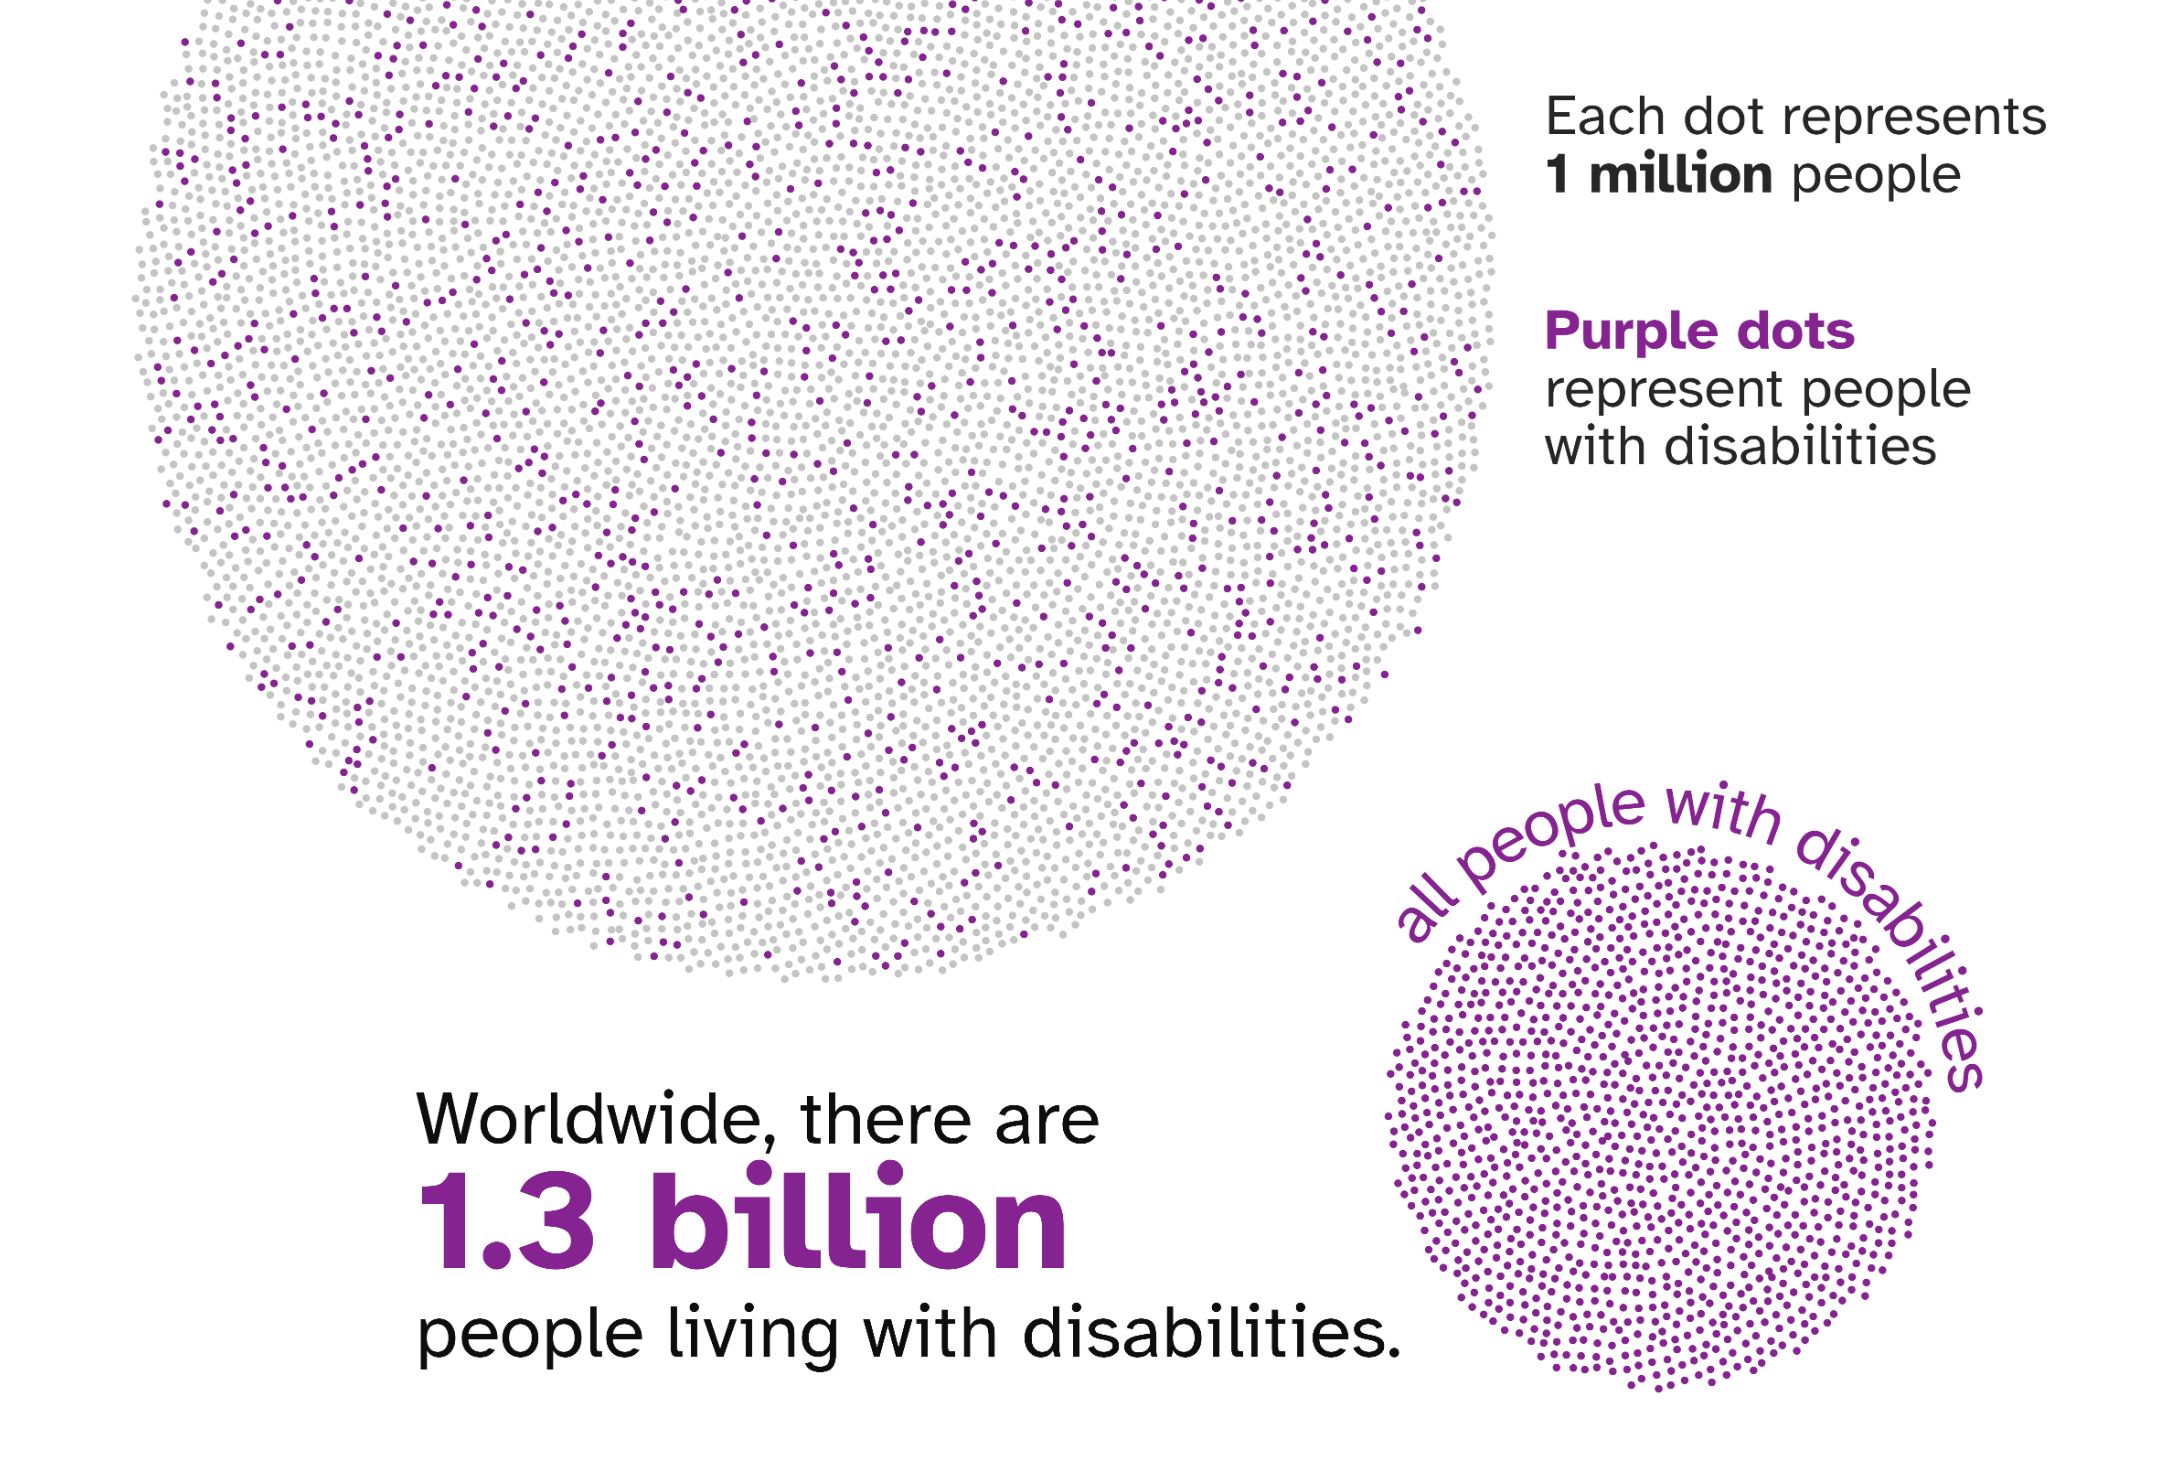 Each dot represents
1 million people
Purple dots
represent people
with disabilities
all people with disabilities
Worldwide, there are
1.3 billion
people living with disabilities.